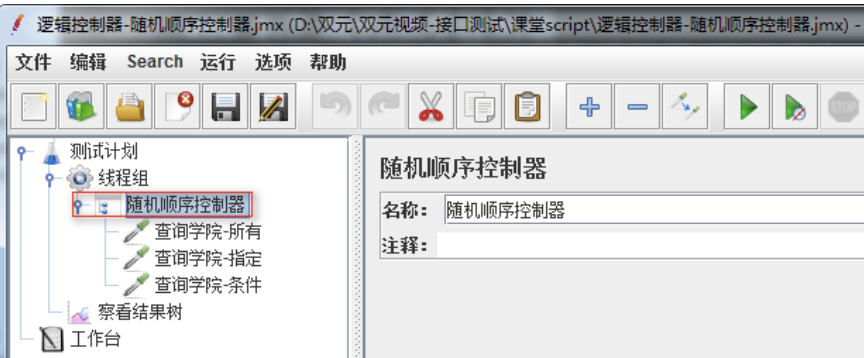 逻辑控制器-随机顺序控制器.jmx (D:\双元\双元视频-接口测试\课堂script\逻辑控制器-随机顺序控制器.jmx) -
文件 编辑 Search 运行 选项 帮助
STOP
测试计划
线程组
随机顺序控制器
查询学院-所有
查询学院-指定
查询学院-条件
察看结果树
工作台
随机顺序控制器
名称: 随机顺序控制器
注释: